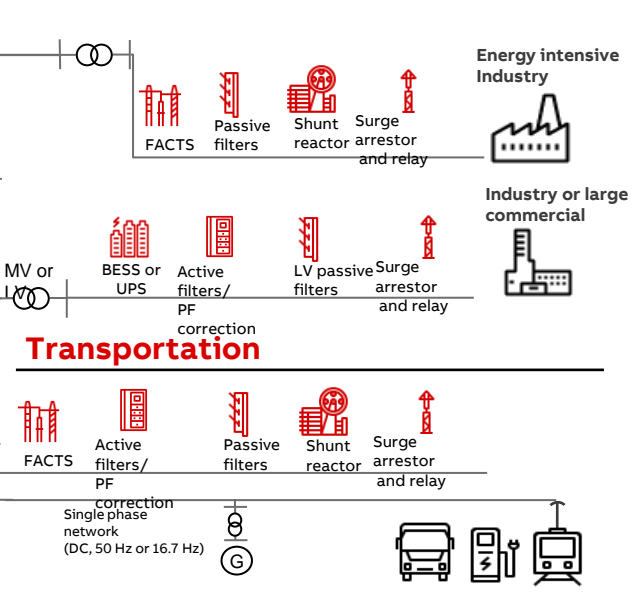 Energy intensive
Industry
FACTS
Passive
filters
Shunt
reactor
Surge
arrestor
and relay
Industry or large
commercial
MV or
LV
BESS or
UPS
Active
filters/
PF
correction
LV passive
filters
Surge
arrestor
and relay
Transportation
FACTS
Active
filters/
PF
correction
Passive
filters
Shunt
reactor
Surge
arrestor
and relay
Single phase
network
(DC, 50 Hz or 16.7 Hz)
G